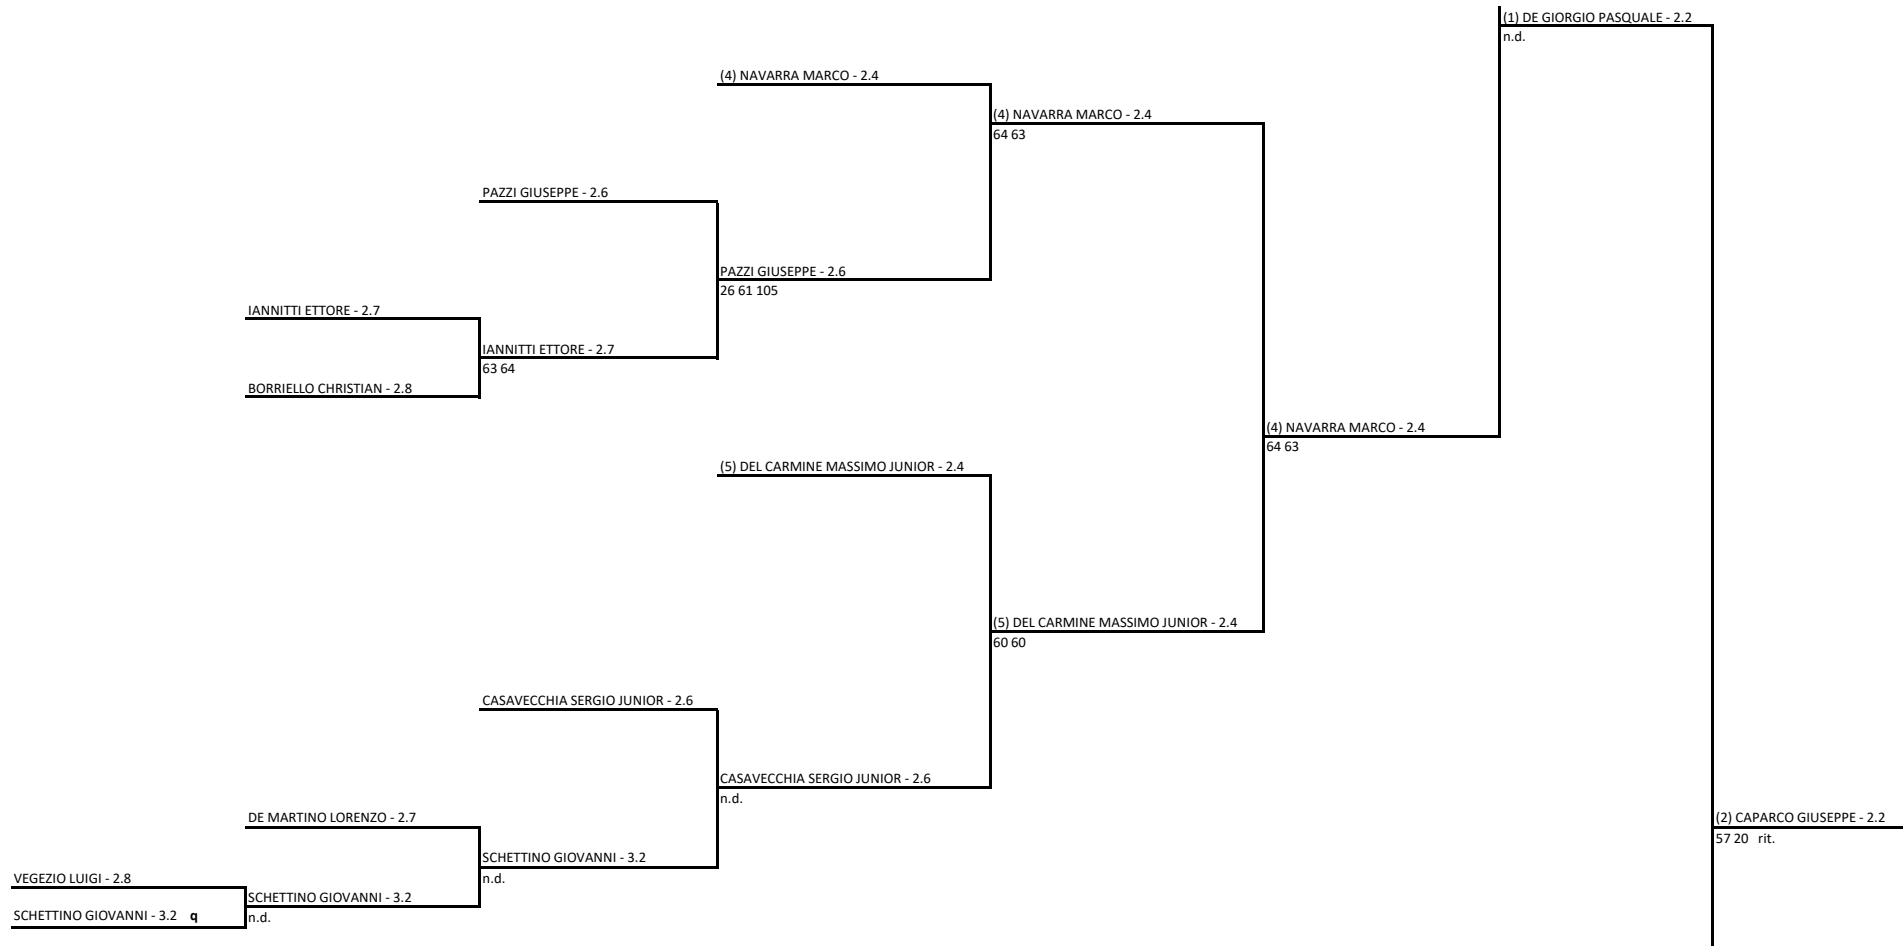 (1) DE GIORGIO PASQUALE - 2.2
n.d.
(4) NAVARRA MARCO - 2.4
(4) NAVARRA MARCO - 2.4
64 63
PAZZI GIUSEPPE - 2.6
PAZZI GIUSEPPE - 2.6
26 61 105
IANNITTI ETTORE - 2.7
IANNITTI ETTORE - 2.7
63 64
BORRIELLO CHRISTIAN - 2.8
(4) NAVARRA MARCO - 2.4
64 63
(5) DEL CARMINE MASSIMO JUNIOR - 2.4
(5) DEL CARMINE MASSIMO JUNIOR - 2.4
60 60
CASAVECCHIA SERGIO JUNIOR - 2.6
CASAVECCHIA SERGIO JUNIOR - 2.6
n.d.
DE MARTINO LORENZO - 2.7
(2) CAPARCO GIUSEPPE - 2.2
57 20 rit.
SCHETTINO GIOVANNI - 3.2
n.d.
VEGEZIO LUIGI - 2.8
SCHETTINO GIOVANNI - 3.2
n.d.
SCHETTINO GIOVANNI - 3.2 q